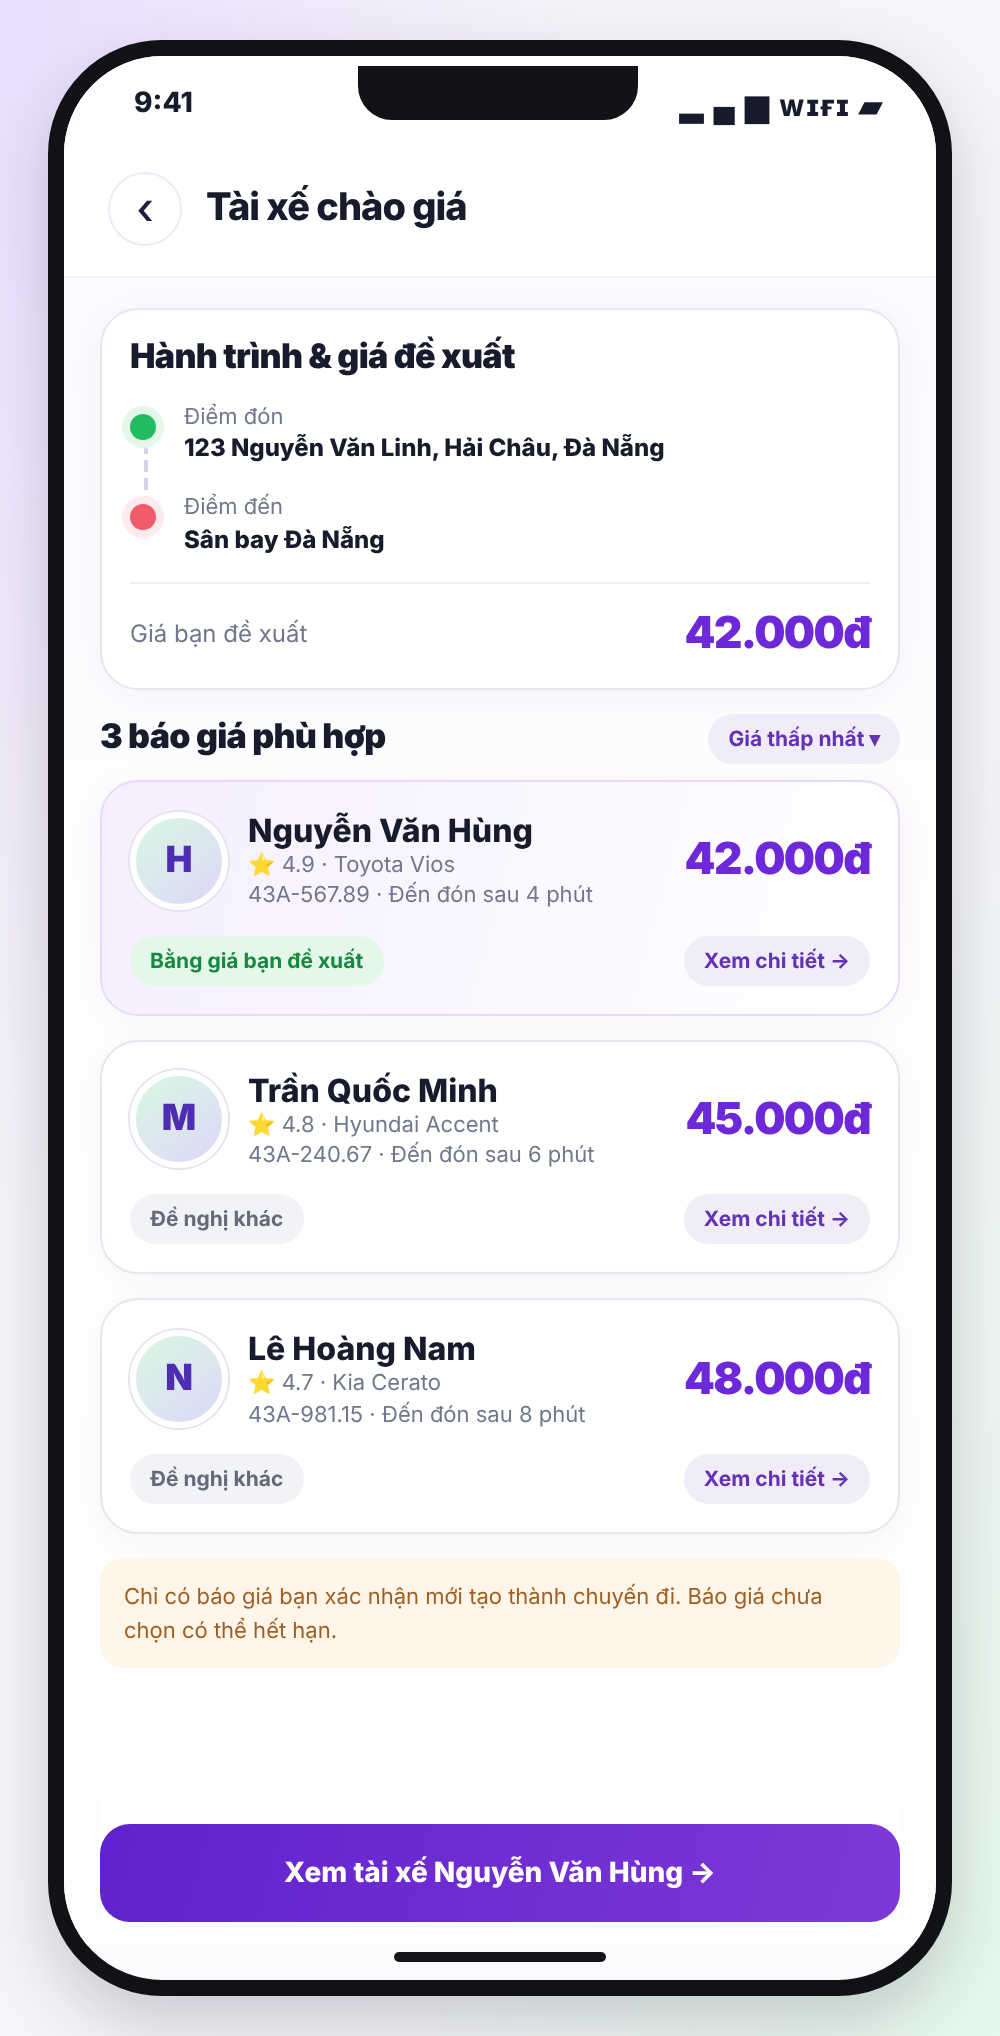 9:41
WIFI
Tài xế chào giá
Hành trình & giá đề xuất
Điểm đón
123 Nguyễn Văn Linh, Hải Châu, Đà Nẵng
Điểm đến
Sân bay Đà Nẵng
Giá bạn đề xuất
42.000đ
3 báo giá phù hợp
Giá thấp nhất ▾
H
Nguyễn Văn Hùng
⭐ 4.9 · Toyota Vios
43A-567.89 · Đến đón sau 4 phút
42.000đ
Bằng giá bạn đề xuất
Xem chi tiết →
M
Trần Quốc Minh
⭐ 4.8 · Hyundai Accent
43A-240.67 · Đến đón sau 6 phút
45.000đ
Đề nghị khác
Xem chi tiết →
N
Lê Hoàng Nam
⭐ 4.7 · Kia Cerato
43A-981.15 · Đến đón sau 8 phút
48.000đ
Đề nghị khác
Xem chi tiết →
Chỉ có báo giá bạn xác nhận mới tạo thành chuyến đi. Báo giá chưa
chọn có thể hết hạn.
Xem tài xế Nguyễn Văn Hùng →